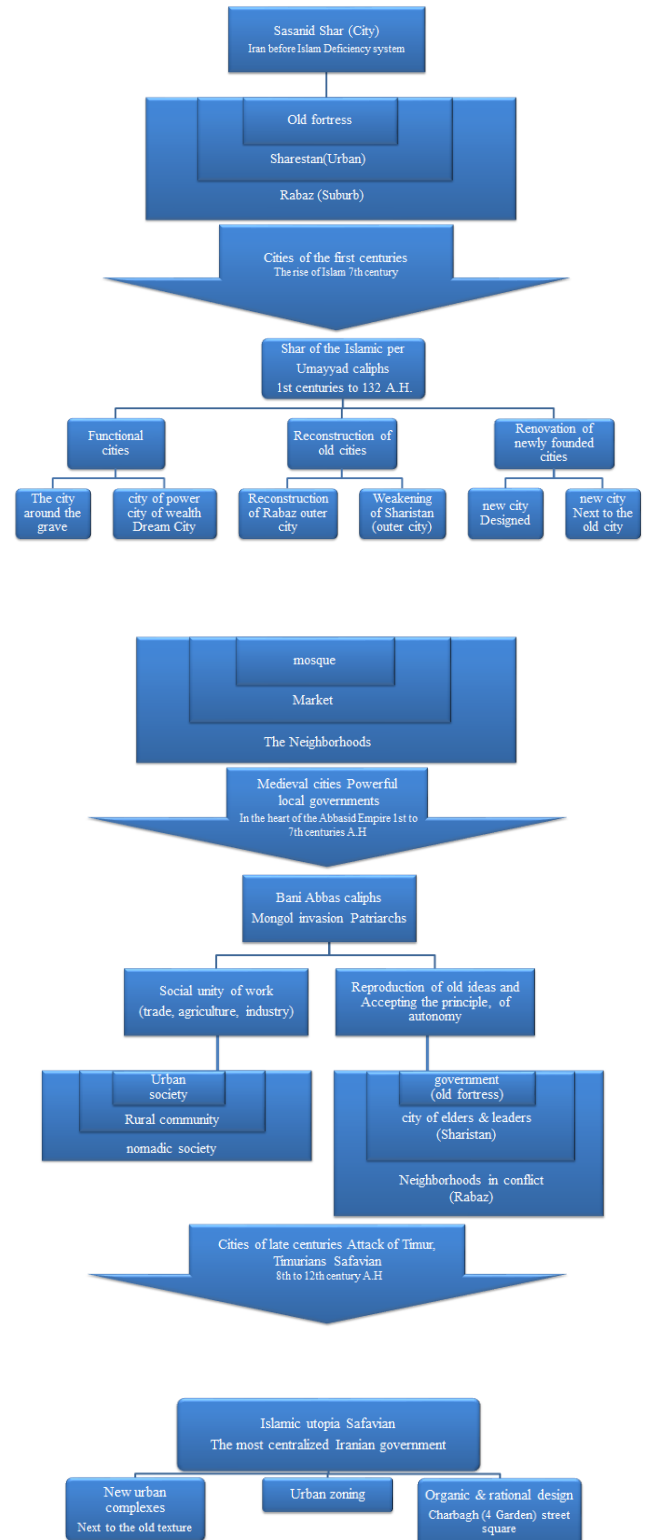 Sasanid Shar (City)
Iran before Islam Deficiency system
Old fortress
Sharestan(Urban)
Rabaz (Suburb)
Cities of the first centuries
The rise of Islam 7th century
Shar of the Islamic per
Umayyad caliphs
1st centuries to 132 A.H.
Functional
cities
Reconstruction of
old cities
Renovation of
newly founded
cities
The city
around the
grave
city of power
city of wealth
Dream City
Reconstruction
of Rabaz outer
city
Weakening
of Sharistan
(outer city)
new city
Designed
new city
Next to the
old city
mosque
Market
The Neighborhoods
Medieval cities Powerful
local governments
In the heart of the Abbasid Empire 1st to
7th centuries A.H
Bani Abbas caliphs
Mongol invasion Patriarchs
Social unity of work
(trade, agriculture, industry)
Reproduction of old ideas and
Accepting the principle, of
autonomy
Urban
society
Rural community
nomadic society
government
(old fortress)
city of elders & leaders
(Sharistan)
Neighborhoods in conflict
(Rabaz)
Cities of late centuries Attack of Timur,
Timurians Safavian
8th to 12th century A.H
Islamic utopia Safavian
The most centralized Iranian government
New urban
complexes
Next to the old texture
Urban zoning
Organic & rational design
Charbagh (4 Garden) street
square